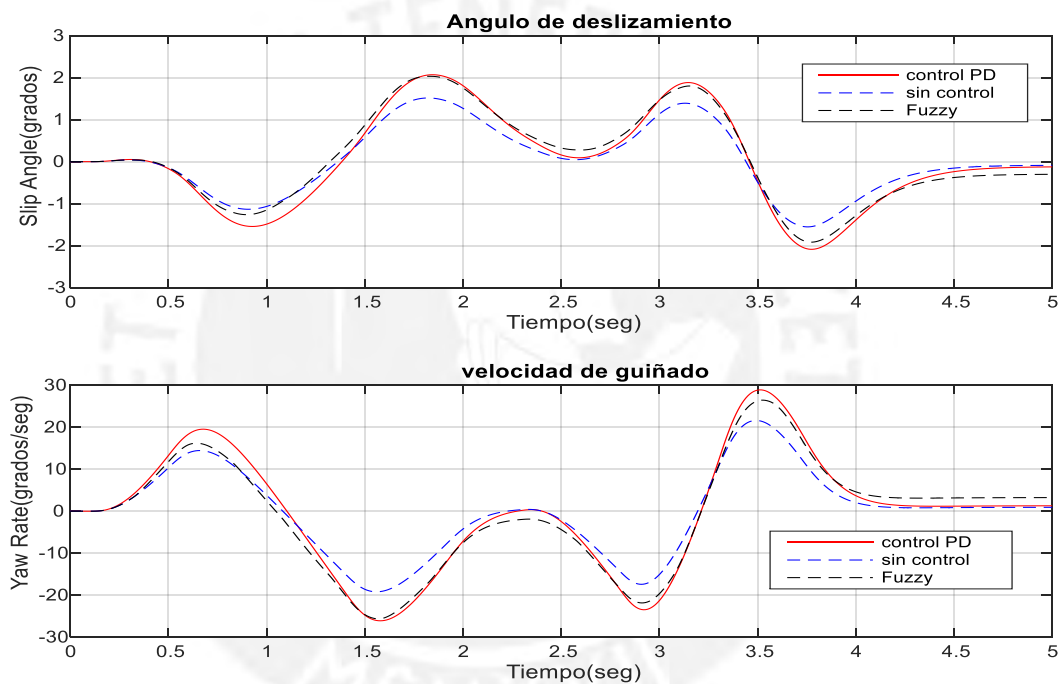 Angulo de deslizamiento
Slip Angle(grados)
3
2
1
0
-1
-2
-3
control PD
sin control
Fuzzy
0 0.5 1 1.5 2 2.5 3 3.5 4 4.5 5
Tiempo(seg)
velocidad de guiñado
Yaw Rate(grados/seg)
30
20
10
0
-10
-20
-30
control PD
sin control
Fuzzy
0 0.5 1 1.5 2 2.5 3 3.5 4 4.5 5
Tiempo(seg)